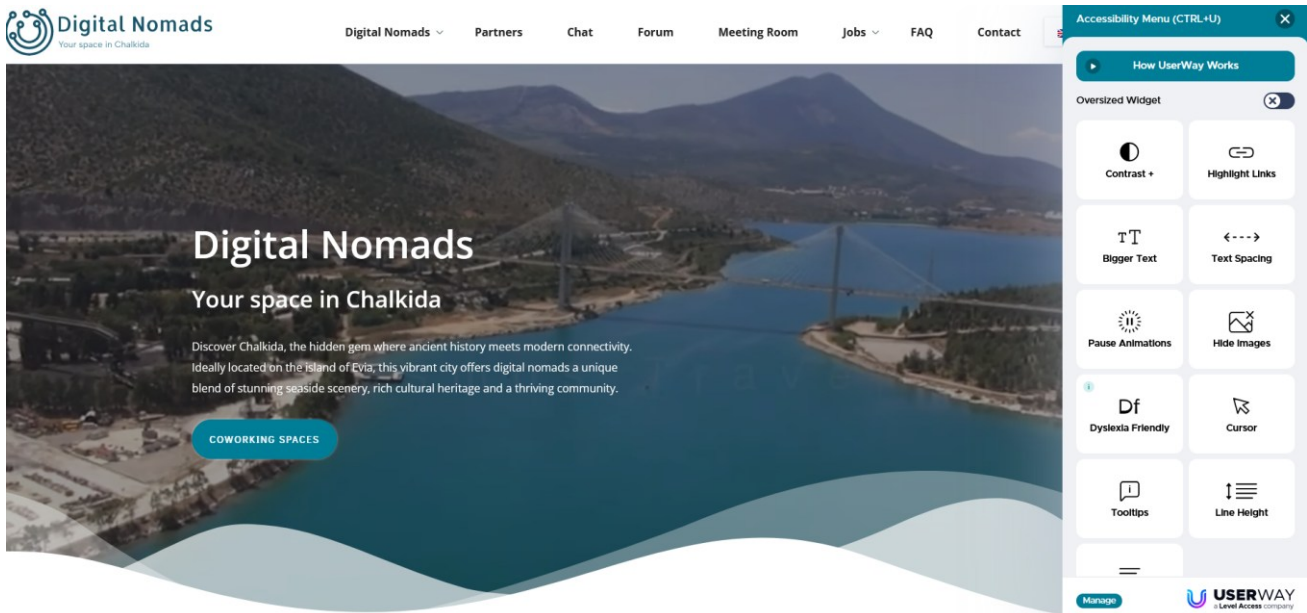 Digital Nomads
Your space in Chalkida
Digital Nomads Partners Chat Forum Meeting Room Jobs FAQ Contact
Digital Nomads
Your space in Chalkida
Discover Chalkida, the hidden gem where ancient history meets modern connectivity.
Ideally located on the island of Evia, this vibrant city offers digital nomads a unique
blend of stunning seaside scenery, rich cultural heritage and a thriving community.
COWORKING SPACES
Accessibility Menu (CTRL+U)
How UserWay Works
Oversized Widget
Contrast +
Highlight Links
Bigger Text
Text Spacing
Pause Animations
Hide Images
Df
Dyslexia Friendly
Cursor
Tooltips
Line Height
Manage
USERWAY
a Level Access company